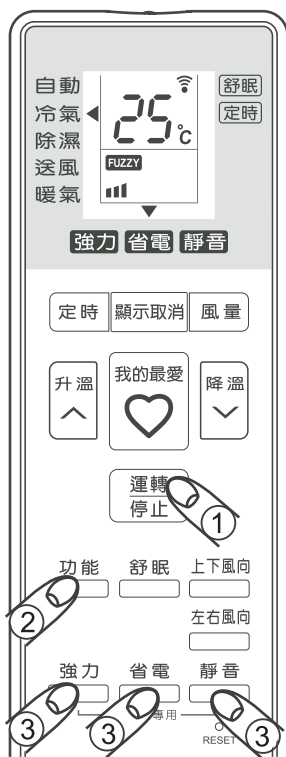 自動
冷氣
除濕
送風
暖氣
25℃
FUZZY
舒眠
定時
強力 省電 靜音
定時 顯示取消 風量
升溫 我的最愛 降溫
運轉
停止
①
功能 舒眠 上下風向
②
左右風向
強力 省電 靜音
③ ③ 專用 ③
RESET